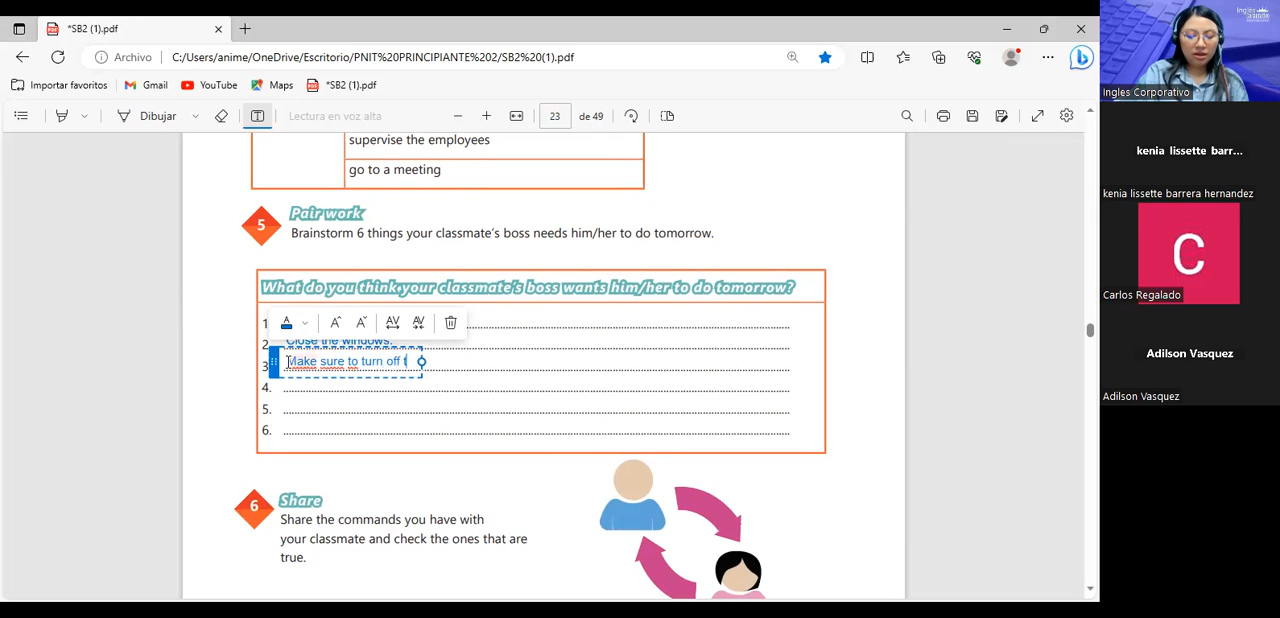 *SB2 (1).pdf
Archivo
C:/Users/anime/OneDrive/Escritorio/PNIT%20PRINCIPIANTE%202/SB2%20(1).pdf
Importar favoritos
Gmail
YouTube
Maps
*SB2 (1).pdf
Dibujar
Lectura en voz alta
23
de 49
supervise the employees
go to a meeting
5
Pair work
Brainstorm 6 things your classmate's boss needs him/her to do tomorrow.
What do you think your classmate's boss wants him/her to do tomorrow?
1
2. Close the windows.
3. Make sure to turn off t
4.
5.
6.
6
Share
Share the commands you have with
your classmate and check the ones that are
true.
Ingles Corporativo
kenia lissette barr...
kenia lissette barrera hernandez
C
Carlos Regalado
Adilson Vasquez
Adilson Vasquez